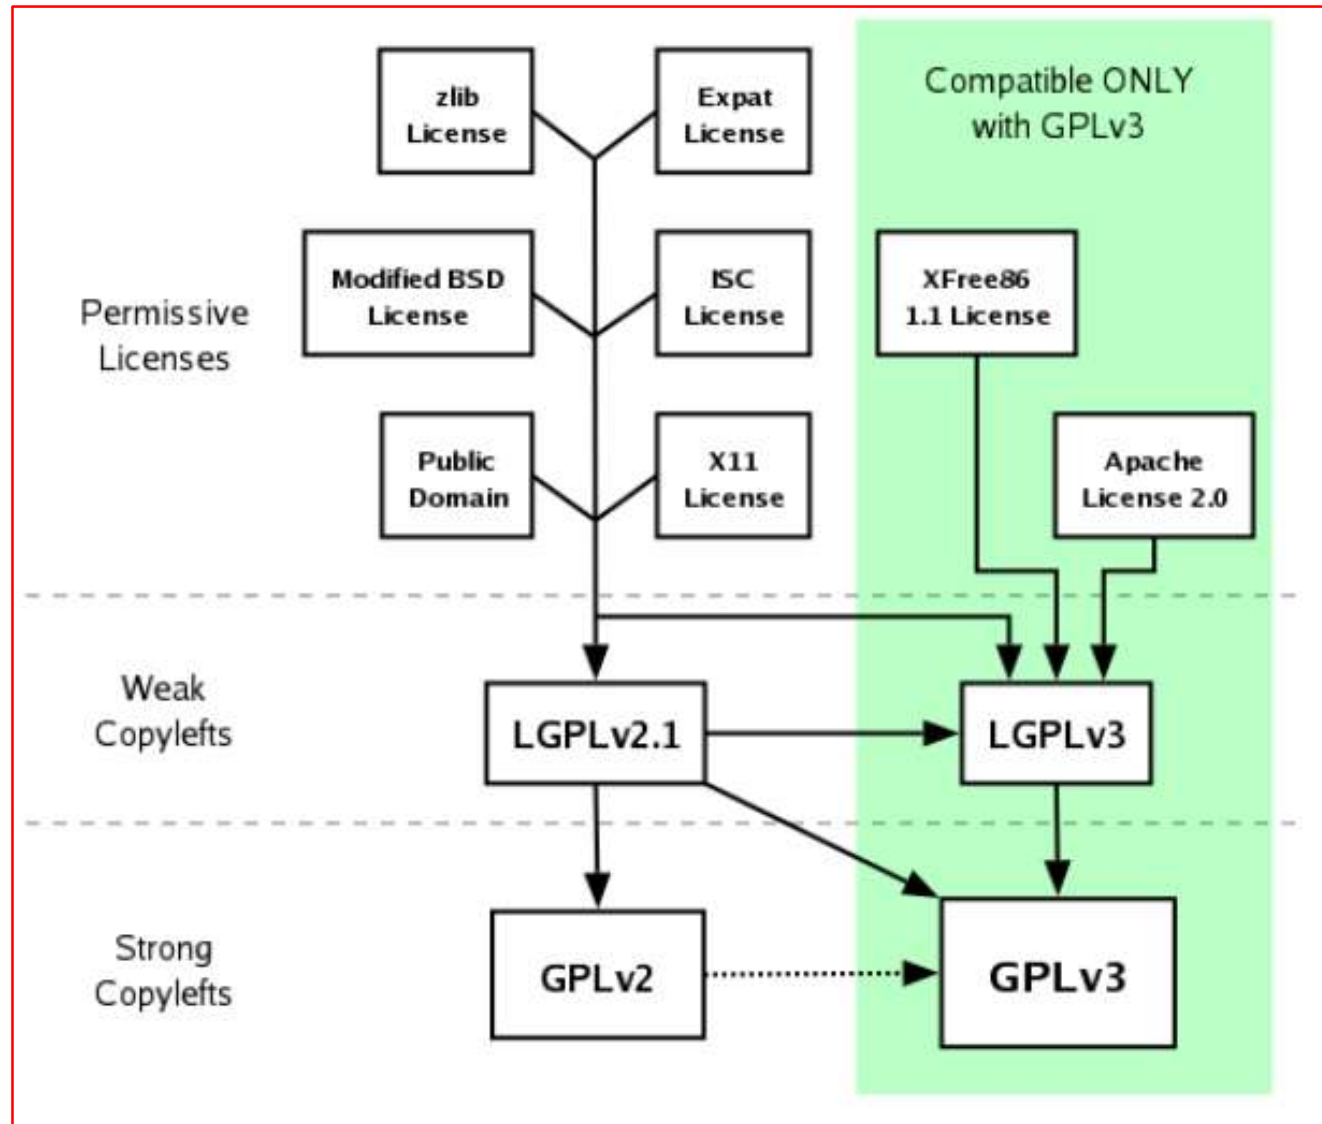 zlib
License
Expat
License
Compatible ONLY
with GPLv3
Permissive
Licenses
Modified BSD
License
ISC
License
XFree86
1.1 License
Public
Domain
X11
License
Apache
License 2.0
Weak
Copylefts
LGPLv2.1
LGPLv3
Strong
Copylefts
GPLv2
GPLv3